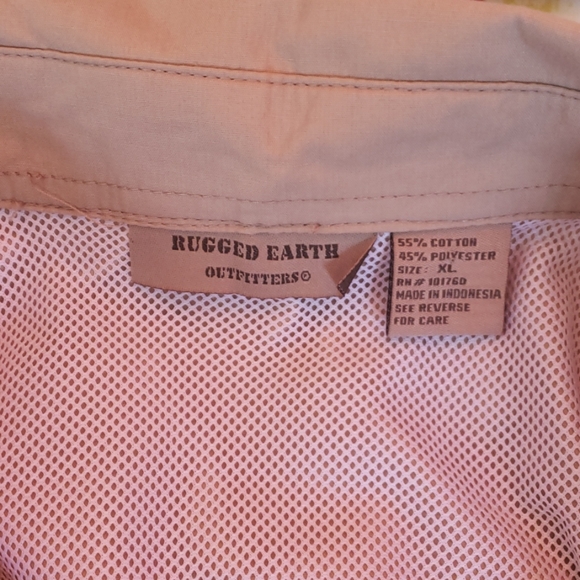 RUGGED EARTH
OUTFITTERS©
55% COTTON
45% POLYESTER
SIZE: XL
RN# 101760
MADE IN INDONESIA
SEE REVERSE
FOR CARE